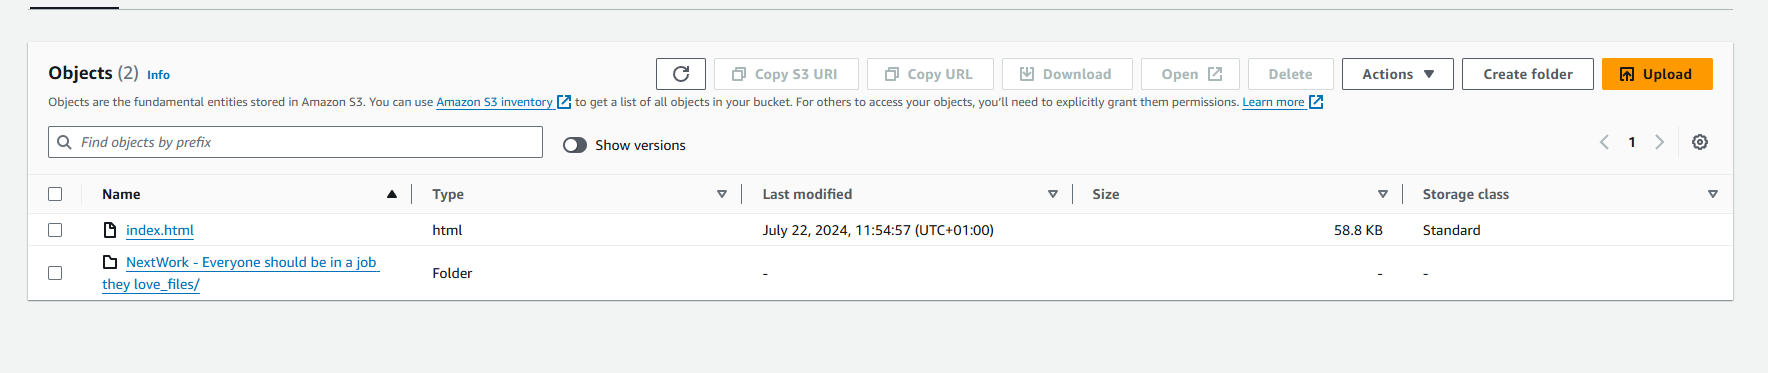 Objects (2) Info
Copy S3 URI
Copy URL
Download
Open
Delete
Actions
Create folder
Upload
Objects are the fundamental entities stored in Amazon S3. You can use Amazon S3 inventory to get a list of all objects in your bucket. For others to access your objects, you'll need to explicitly grant them permissions. Learn more
Find objects by prefix
Show versions
1
Name Type Last modified Size Storage class
index.html html July 22, 2024, 11:54:57 (UTC+01:00) 58.8 KB Standard
NextWork - Everyone should be in a job
they love_files/
Folder - - -